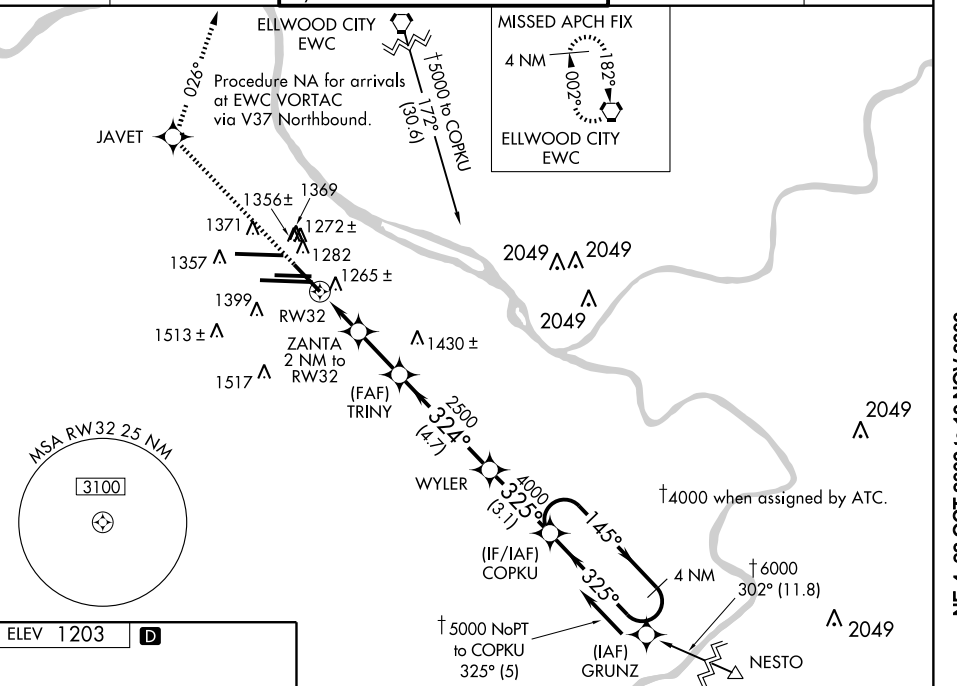 ELLWOOD CITY
EWC
Procedure NA for arrivals
at EWC VORTAC
via V37 Northbound.
026°
JAVET
†5000 to COPKU
172°
(30.6)
MISSED APCH FIX
4 NM
182°
002°
ELLWOOD CITY
EWC
1356±
1369
1371
1272±
1282
1357
1265±
1399
RW32
1513±
ZANTA
2 NM to
RW32
1430±
1517
(FAF)
TRINY
2049
2049
2049
2049
2500
324°
(4.7)
WYLER
4000
325°
(3.1)
†4000 when assigned by ATC.
145°
(IF/IAF)
COPKU
4 NM
325°
†6000
302° (11.8)
†5000 NoPT
to COPKU
325° (5)
(IAF)
GRUNZ
NESTO
2049
MSA RW32 25 NM
3100
ELEV 1203
D